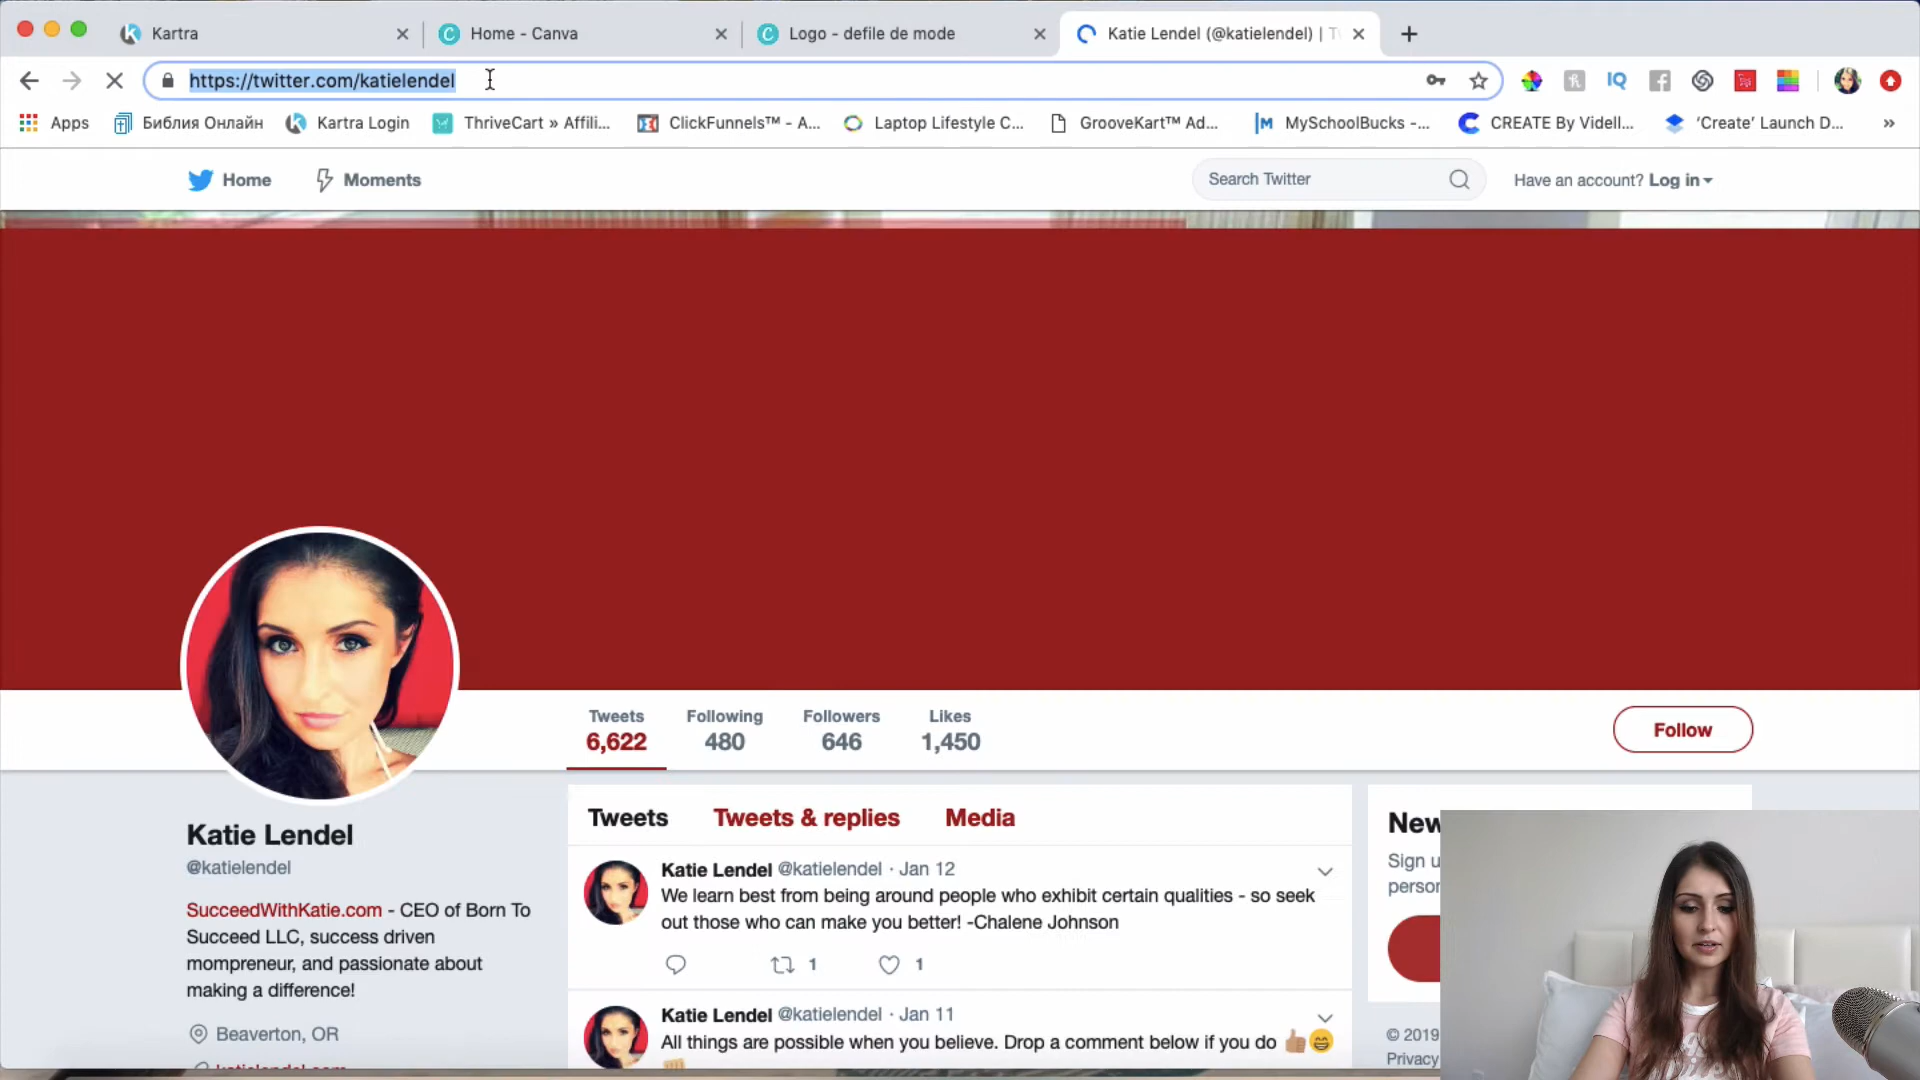 Kartra
Home - Canva
Logo - defile de mode
Katie Lendel (@katielendel) | Tw
https://twitter.com/katielendel
IQ
Apps
Библия Онлайн
Kartra Login
ThriveCart » Affili...
ClickFunnels™ - A...
Laptop Lifestyle C...
GrooveKart™ Ad...
MySchoolBucks -...
CREATE By Videll...
'Create' Launch D...
»
Home
Moments
Search Twitter
Have an account? Log in
Tweets
6,622
Following
480
Followers
646
Likes
1,450
Follow
Katie Lendel
@katielendel
SucceedWithKatie.com - CEO of Born To
Succeed LLC, success driven
mompreneur, and passionate about
making a difference!
Beaverton, OR
Tweets
Tweets & replies
Media
Katie Lendel @katielendel · Jan 12
We learn best from being around people who exhibit certain qualities - so seek
out those who can make you better! -Chalene Johnson
1
1
Katie Lendel @katielendel · Jan 11
All things are possible when you believe. Drop a comment below if you do 👍🏽😄
New
Sign u
person
© 2019
Privacy